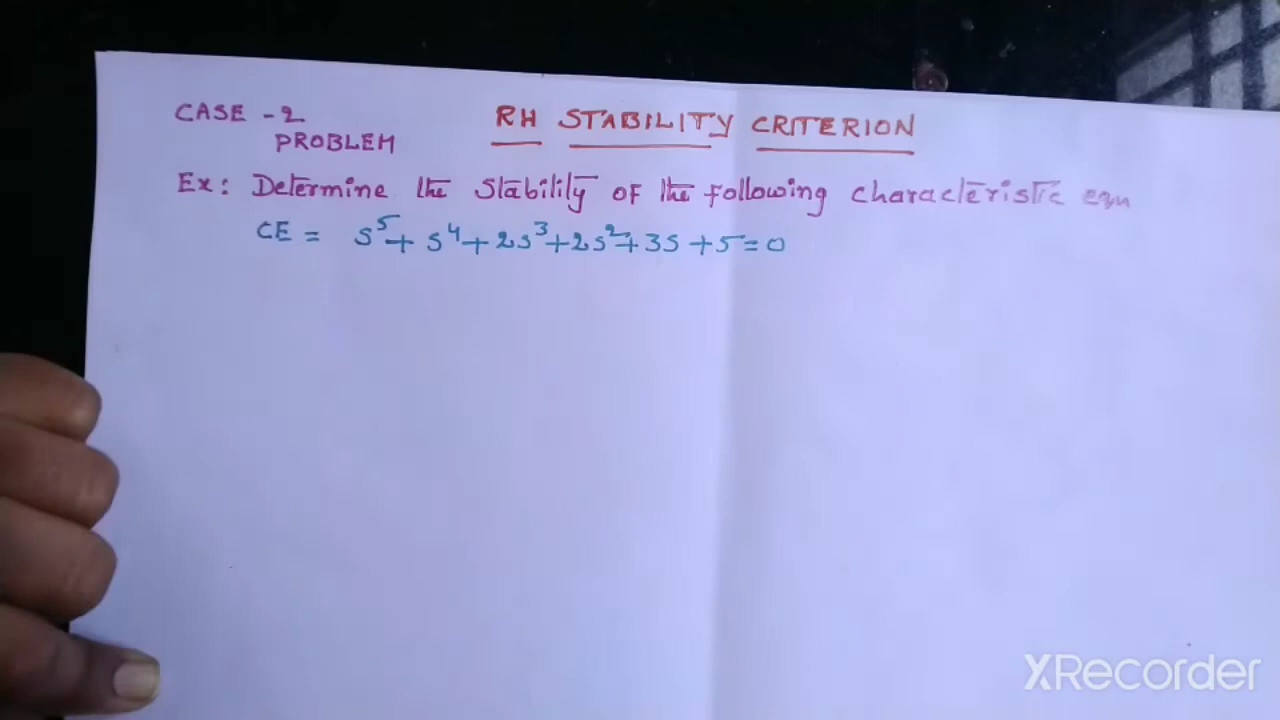 CASE - 2
PROBLEM
RH STABILITY CRITERION
Ex: Determine the stability of the following characteristic eqn
CE = s⁵ + s⁴ + 2s³ + 2s² + 3s + 5 = 0
XRecorder